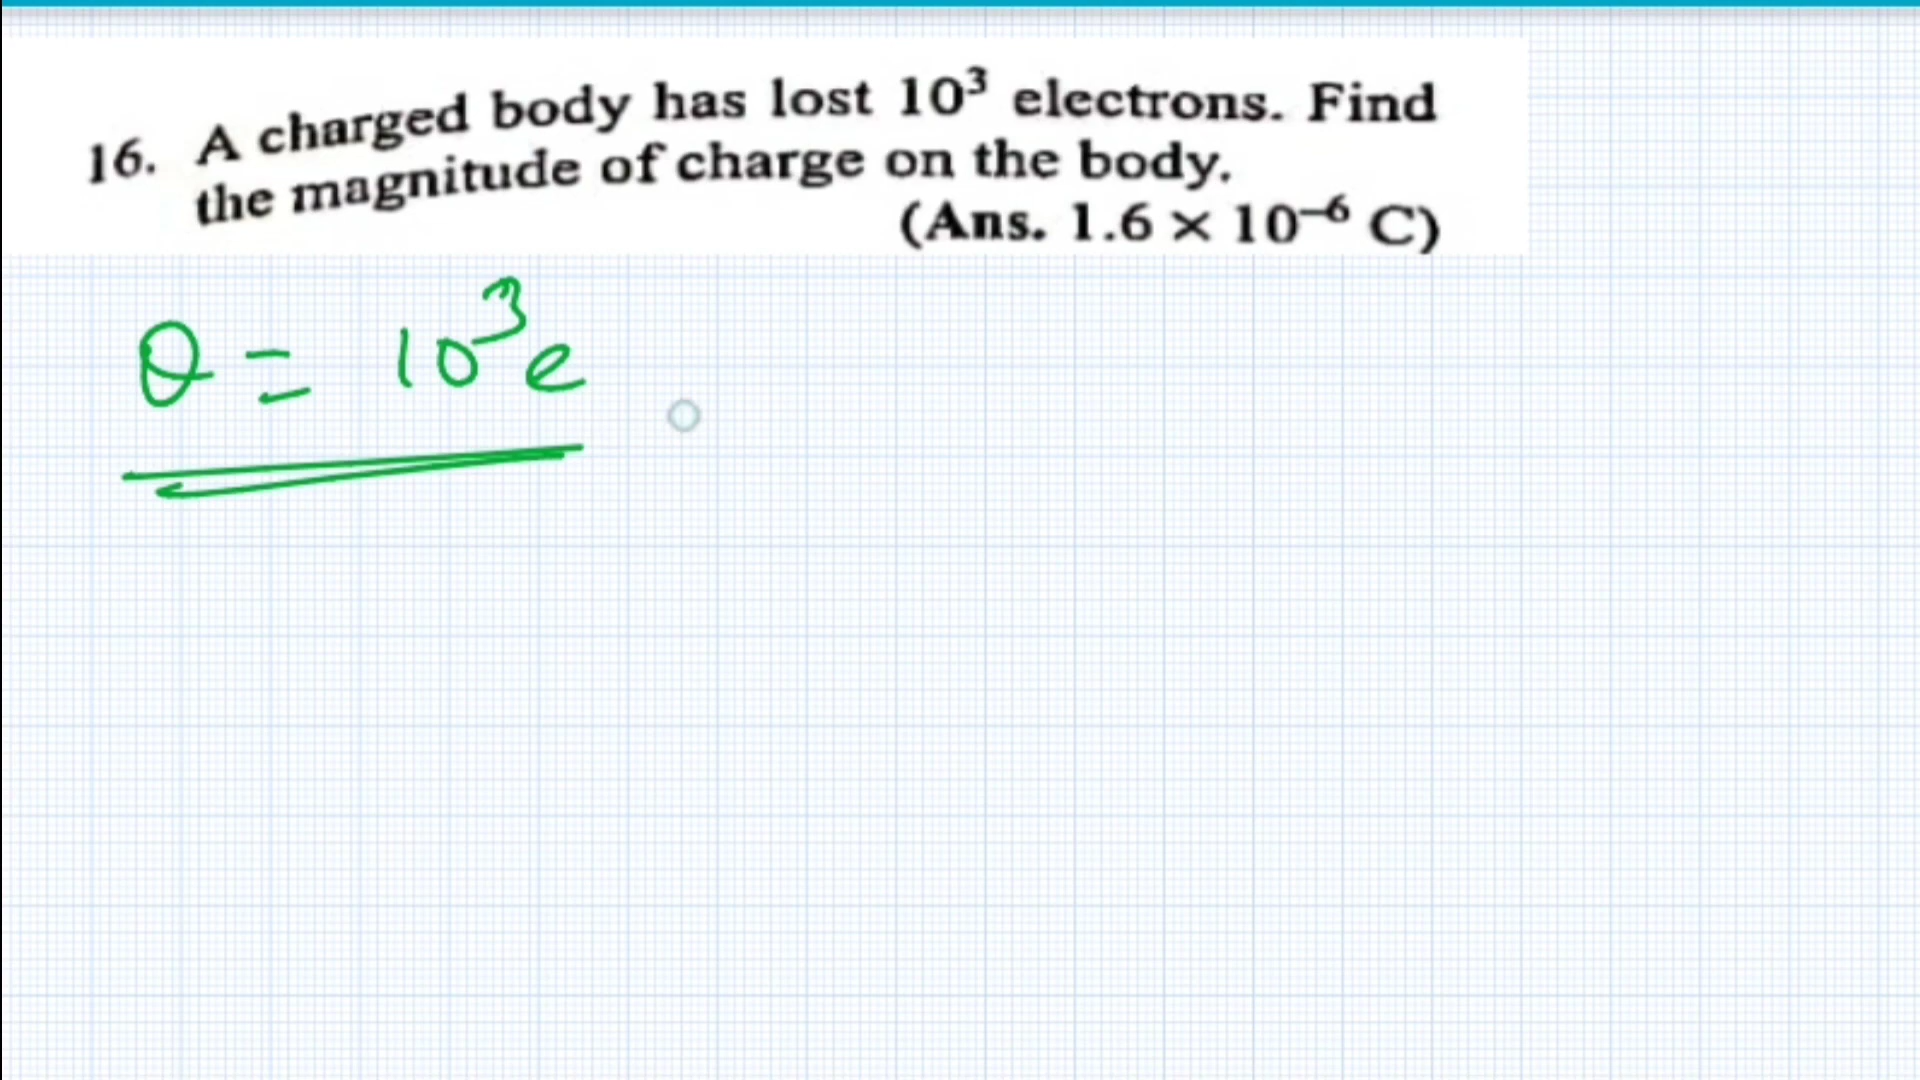 16. A charged body has lost 10³ electrons. Find
the magnitude of charge on the body.
(Ans. 1.6 × 10⁻⁶ C)
Q = 10³e